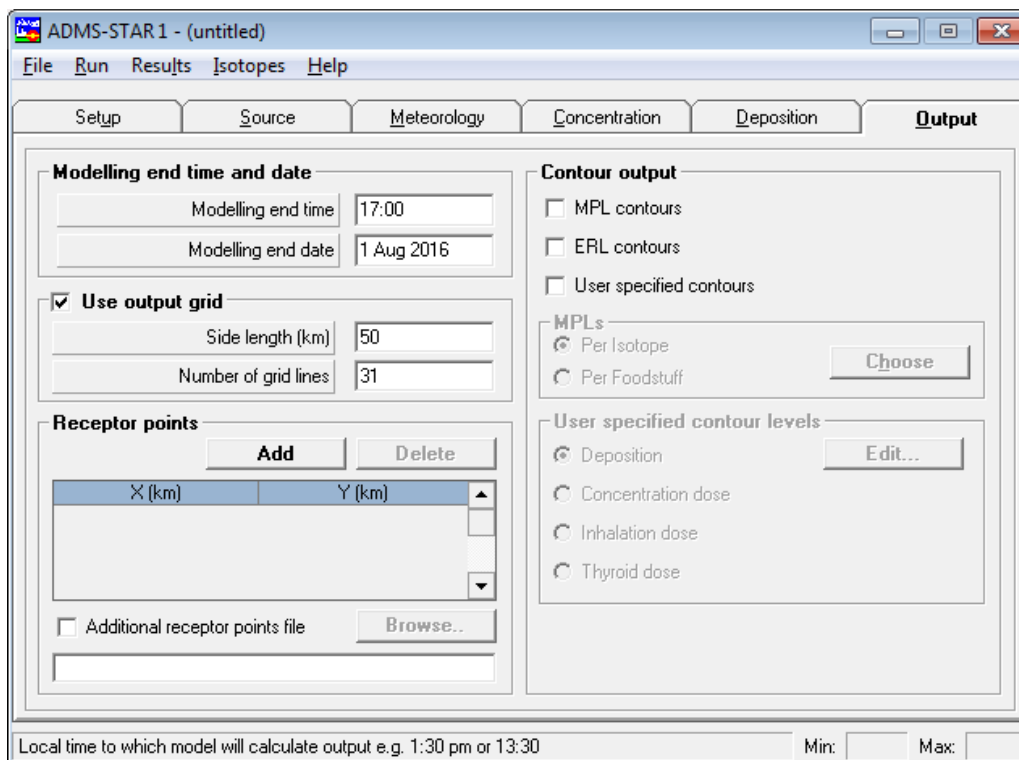 ADMS-STAR 1 - (untitled)
File Run Results Isotopes Help
Setup Source Meteorology Concentration Deposition Output
Modelling end time and date
Modelling end time 17:00
Modelling end date 1 Aug 2016
Use output grid
Side length (km) 50
Number of grid lines 31
Receptor points
Add Delete
X (km) Y (km)
Additional receptor points file Browse..
Contour output
MPL contours
ERL contours
User specified contours
MPLs
Per Isotope
Per Foodstuff
Choose
User specified contour levels
Deposition Edit...
Concentration dose
Inhalation dose
Thyroid dose
Local time to which model will calculate output e.g. 1:30 pm or 13:30 Min: Max: